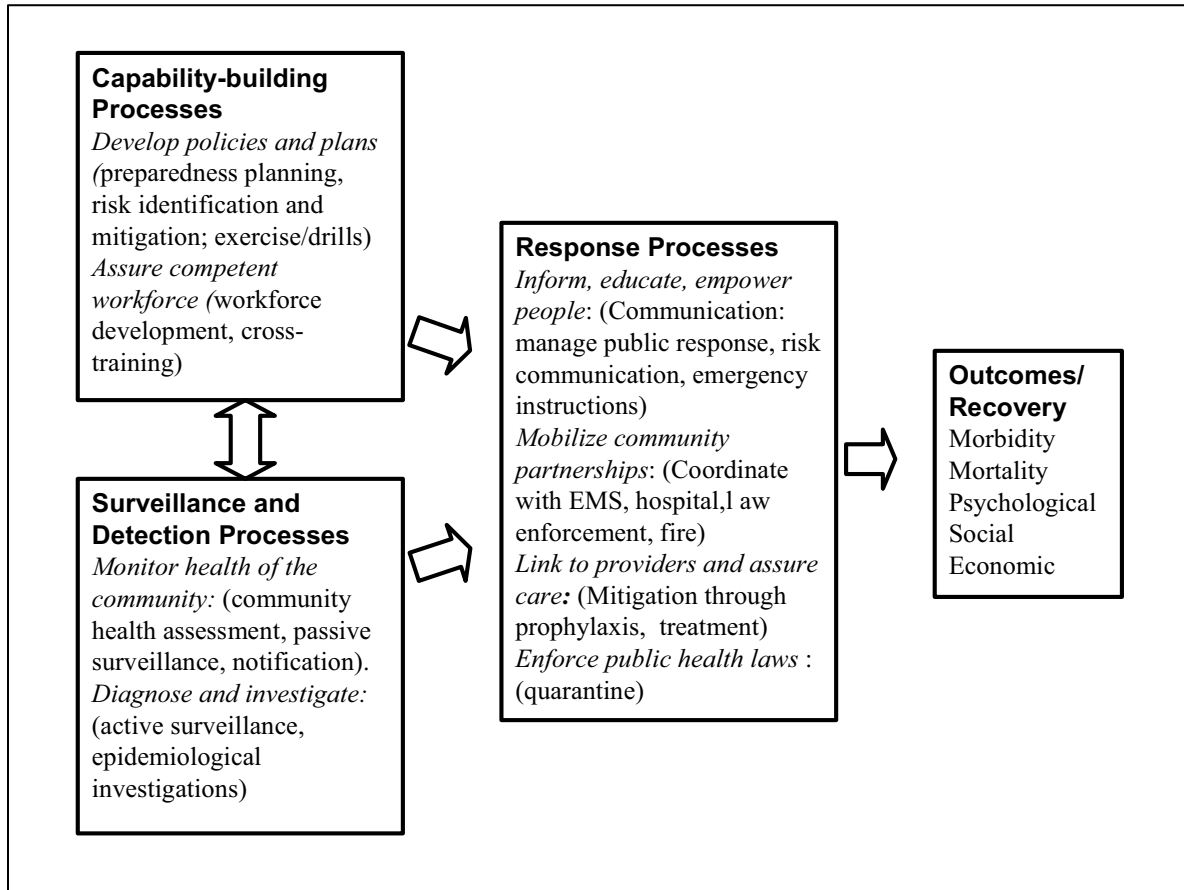 Capability-building
Processes
Develop policies and plans
(preparedness planning,
risk identification and
mitigation; exercise/drills)
Assure competent
workforce (workforce
development, cross-
training)
Surveillance and
Detection Processes
Monitor health of the
community: (community
health assessment, passive
surveillance, notification).
Diagnose and investigate:
(active surveillance,
epidemiological
investigations)
Response Processes
Inform, educate, empower
people: (Communication:
manage public response, risk
communication, emergency
instructions)
Mobilize community
partnerships: (Coordinate
with EMS, hospital,l aw
enforcement, fire)
Link to providers and assure
care: (Mitigation through
prophylaxis,  treatment)
Enforce public health laws :
(quarantine)
Outcomes/
Recovery
Morbidity
Mortality
Psychological
Social
Economic